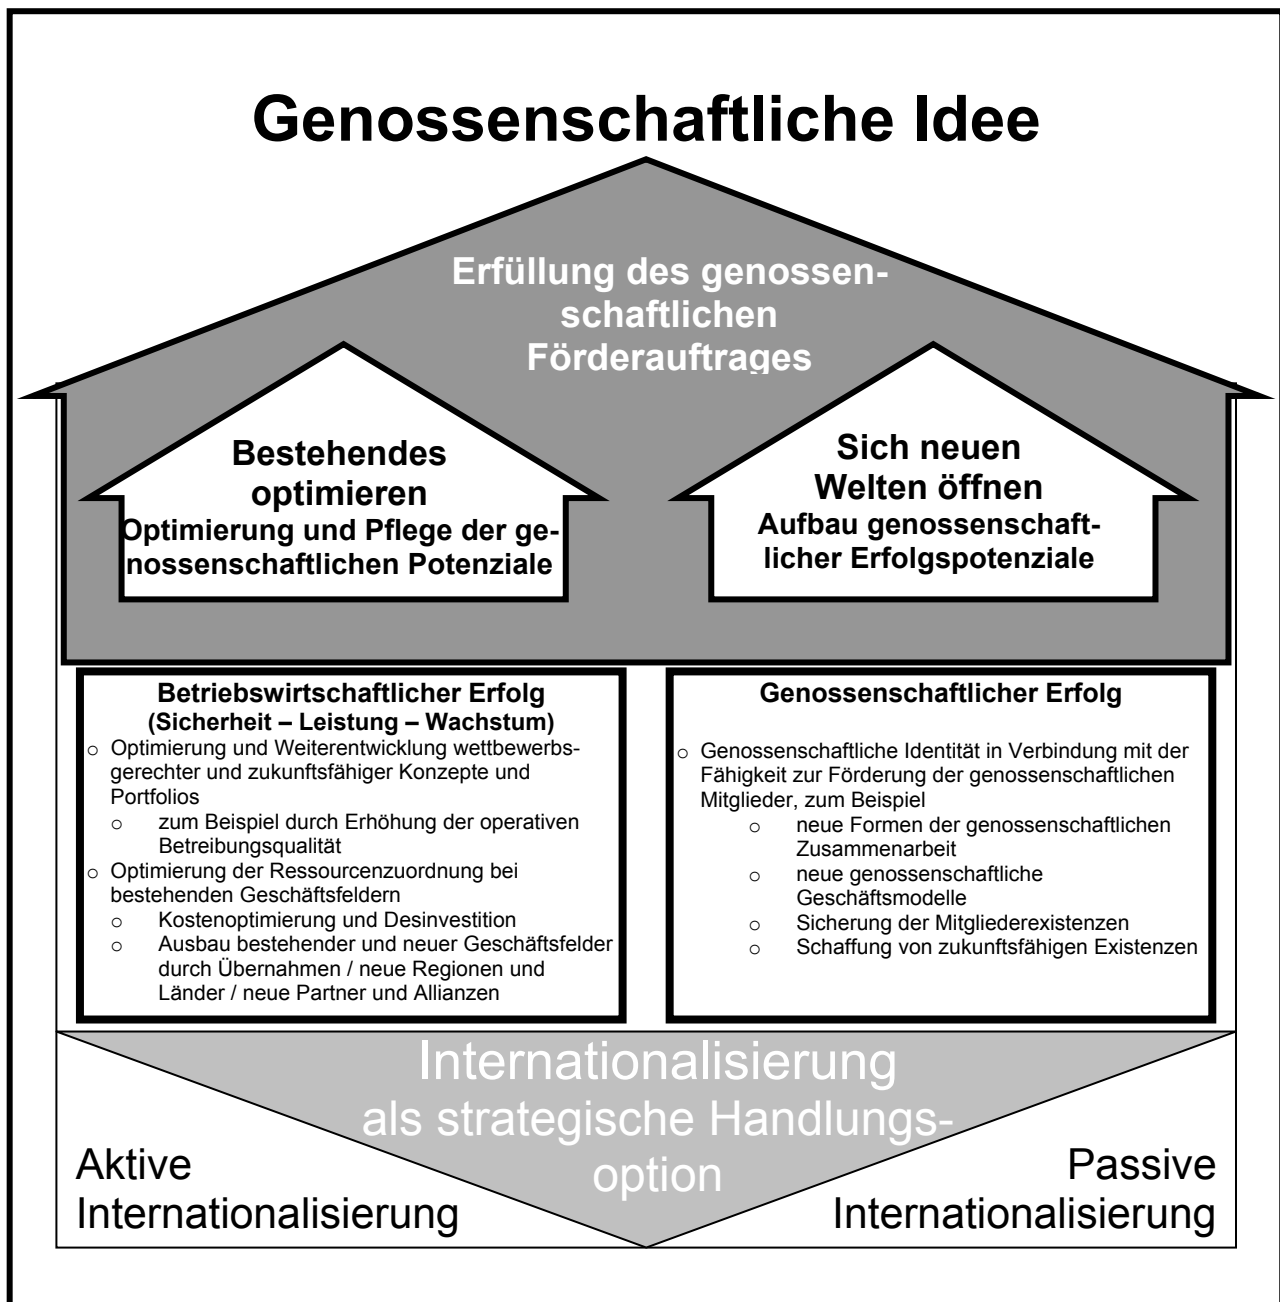 Genossenschaftliche Idee
Erfüllung des genossen-
schaftlichen
Förderauftrages
Bestehendes
optimieren
Optimierung und Pflege der ge-
nossenschaftlichen Potenziale
Sich neuen
Welten öffnen
Aufbau genossenschaft-
licher Erfolgspotenziale
Betriebswirtschaftlicher Erfolg
(Sicherheit – Leistung – Wachstum)
o Optimierung und Weiterentwicklung wettbewerbs-
gerechter und zukunftsfähiger Konzepte und
Portfolios
o zum Beispiel durch Erhöhung der operativen
Betreibungsqualität
o Optimierung der Ressourcenzuordnung bei
bestehenden Geschäftsfeldern
o Kostenoptimierung und Desinvestition
o Ausbau bestehender und neuer Geschäftsfelder
durch Übernahmen / neue Regionen und
Länder / neue Partner und Allianzen
Genossenschaftlicher Erfolg
o Genossenschaftliche Identität in Verbindung mit der
Fähigkeit zur Förderung der genossenschaftlichen
Mitglieder, zum Beispiel
o neue Formen der genossenschaftlichen
Zusammenarbeit
o neue genossenschaftliche
Geschäftsmodelle
o Sicherung der Mitgliederexistenzen
o Schaffung von zukunftsfähigen Existenzen
Internationalisierung
als strategische Handlungs-
option
Aktive
Internationalisierung
Passive
Internationalisierung